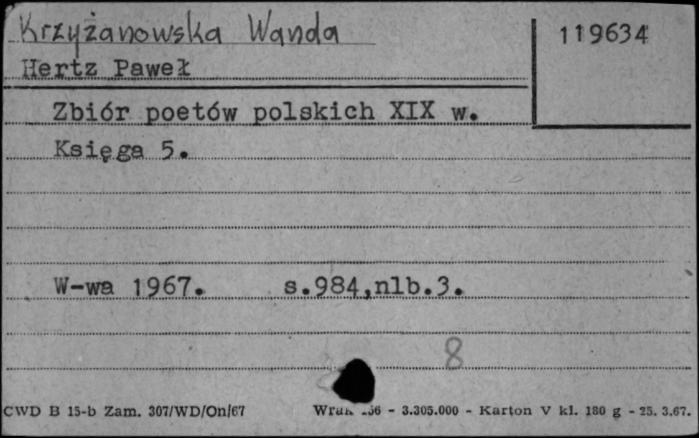 Krzyżanowska Wanda
119634
Hertz Paweł
Zbiór poetów polskich XIX w.
Księga 5.
W-wa 1967. s.984,nlb.3.
8
CWD B 15-b Zam. 307/WD/On/67 - 3.305.000 - Karton V kl. 180 g - 25. 3.67.